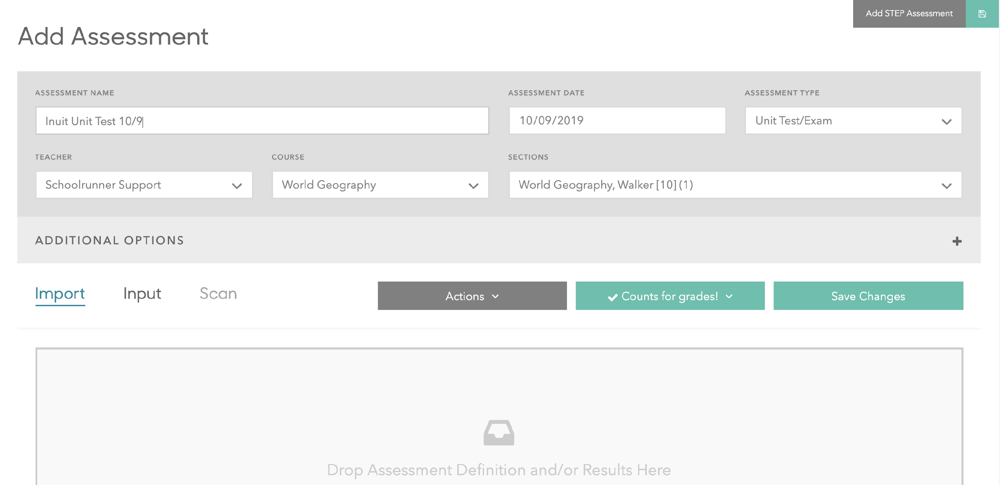 Add STEP Assessment
Add Assessment
ASSESSMENT NAME
ASSESSMENT DATE
ASSESSMENT TYPE
Inuit Unit Test 10/9
10/09/2019
Unit Test/Exam
TEACHER
COURSE
SECTIONS
Schoolrunner Support
World Geography
World Geography, Walker [10] (1)
ADDITIONAL OPTIONS
Import
Input
Scan
Actions
Counts for grades!
Save Changes
Drop Assessment Definition and/or Results Here